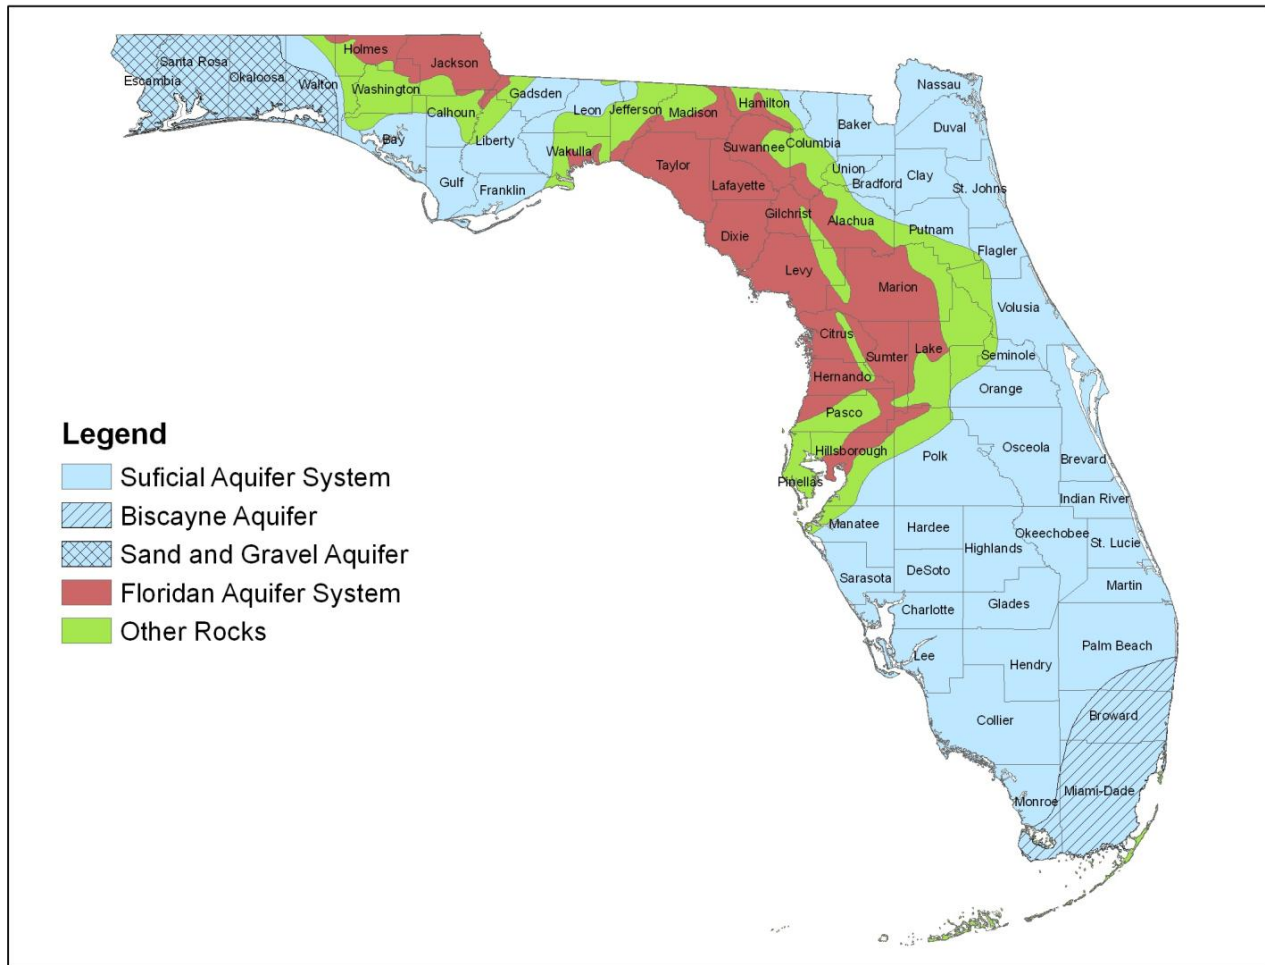 Holmes
Jackson
Santa Rosa
Escambia
Okaloosa
Walton
Washington
Calhoun
Gadsden
Leon
Jefferson
Madison
Hamilton
Nassau
Baker
Duval
Bay
Liberty
Wakulla
Suwannee
Columbia
Taylor
Union
Bradford
Clay
St. Johns
Gulf
Franklin
Lafayette
Gilchrist
Alachua
Putnam
Dixie
Flagler
Levy
Marion
Volusia
Citrus
Sumter
Lake
Seminole
Hernando
Orange
Pasco
Hillsborough
Polk
Osceola
Brevard
Pinellas
Indian River
Manatee
Hardee
Highlands
Okeechobee
St. Lucie
Sarasota
DeSoto
Martin
Charlotte
Glades
Lee
Hendry
Palm Beach
Collier
Broward
Monroe
Miami-Dade
Legend
Suficial Aquifer System
Biscayne Aquifer
Sand and Gravel Aquifer
Floridan Aquifer System
Other Rocks